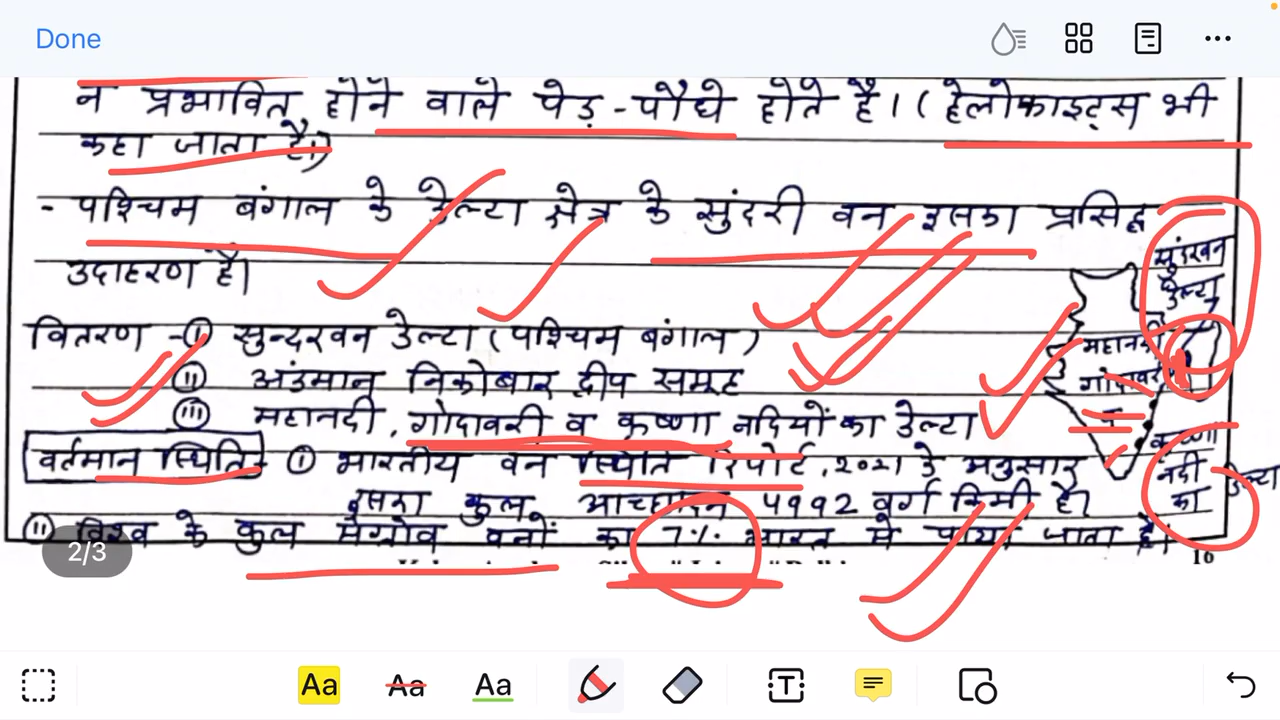 Done
न प्रभावित होने वाले पेड़-पौधे होते है। (हेलोफाइट्स भी
कहा जाता है।)
- पश्चिम बंगाल के डेल्टा क्षेत्र के सुंदरी वन इसका प्रसिद्ध
उदाहरण है।
सुंदरवन
डेल्टा
वितरण - (i) सुन्दरवन डेल्टा (पश्चिम बंगाल)
(ii) अंडमान निकोबार द्वीप समूह
(iii) महानदी, गोदावरी व कृष्णा नदियों का डेल्टा
महानदी
गोदावरी
व
कृष्णा
नदी
का
डेल्टा
वर्तमान स्थिति - (i) भारतीय वन स्थिति रिपोर्ट, 2021 के अनुसार
इसका कुल आच्छादन 4992 वर्ग किमी है।
(ii) विश्व के कुल मैंग्रोव वनों का 7% भारत में पाया जाता है।
2/3
16
Aa Aa Aa T